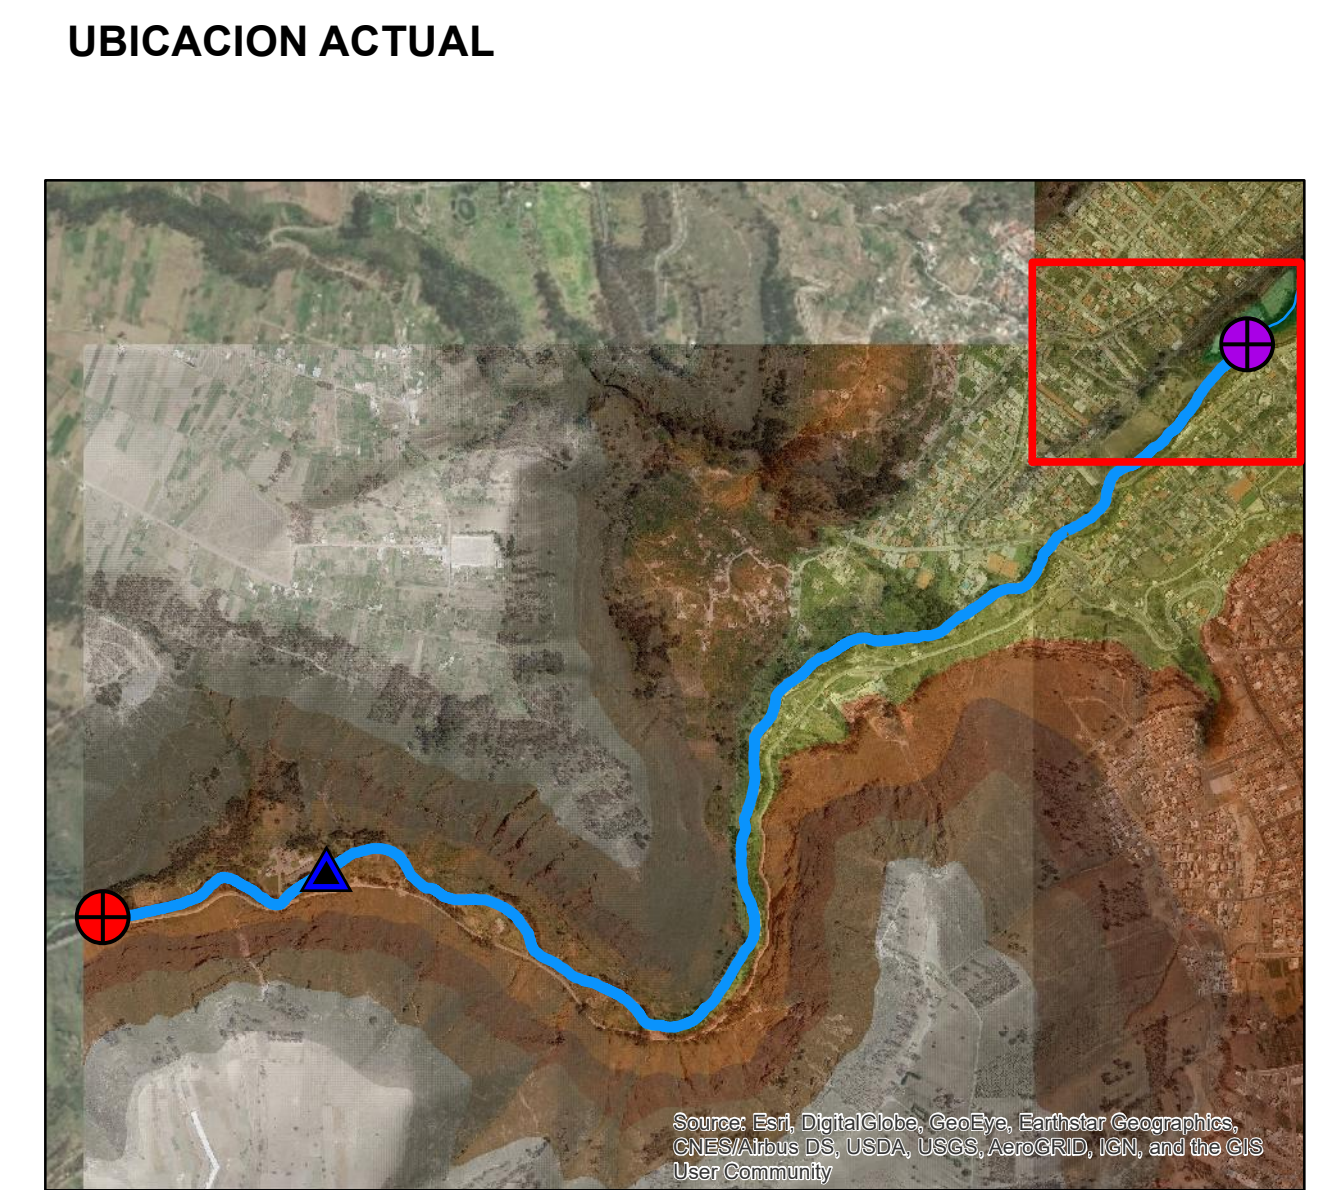 UBICACION ACTUAL
Source: Esri, DigitalGlobe, GeoEye, Earthstar Geographics,
CNES/Airbus DS, USDA, USGS, AeroGRID, IGN, and the GIS
User Community